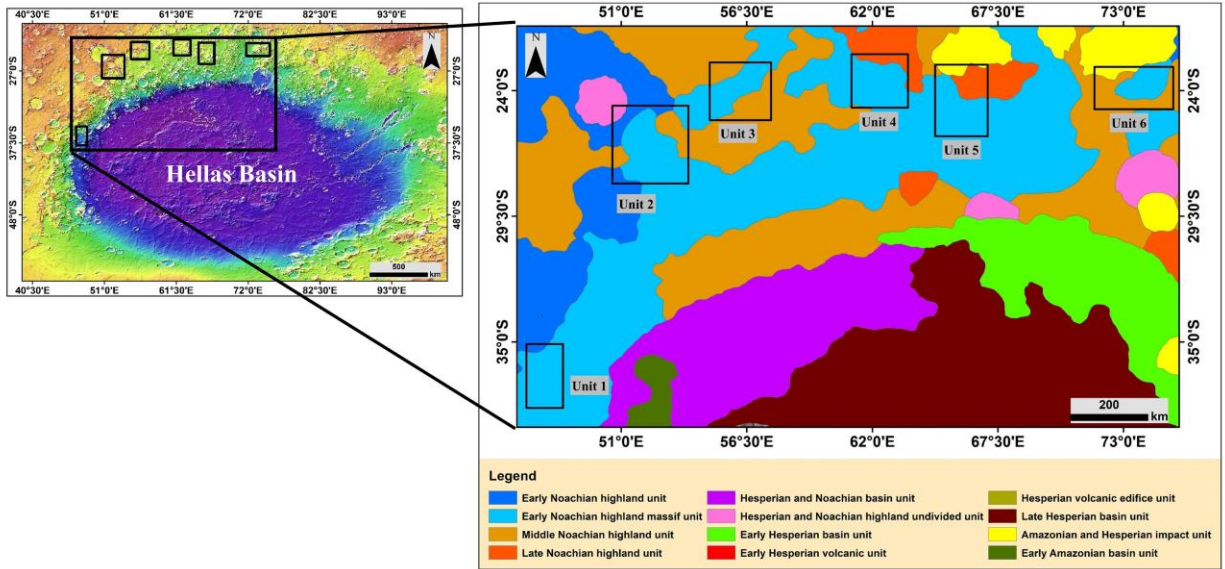 40°30'E 51°0'E 61°30'E 72°0'E 82°30'E 93°0'E
27°0'S
37°30'S
48°0'S
27°0'S
37°30'S
48°0'S
N
Hellas Basin
500
km
40°30'E 51°0'E 61°30'E 72°0'E 82°30'E 93°0'E
51°0'E 56°30'E 62°0'E 67°30'E 73°0'E
24°0'S
29°30'S
35°0'S
24°0'S
29°30'S
35°0'S
N
Unit 3
Unit 4
Unit 6
Unit 5
Unit 2
Unit 1
200
km
51°0'E 56°30'E 62°0'E 67°30'E 73°0'E
Legend
Early Noachian highland unit
Early Noachian highland massif unit
Middle Noachian highland unit
Late Noachian highland unit
Hesperian and Noachian basin unit
Hesperian and Noachian highland undivided unit
Early Hesperian basin unit
Early Hesperian volcanic unit
Hesperian volcanic edifice unit
Late Hesperian basin unit
Amazonian and Hesperian impact unit
Early Amazonian basin unit